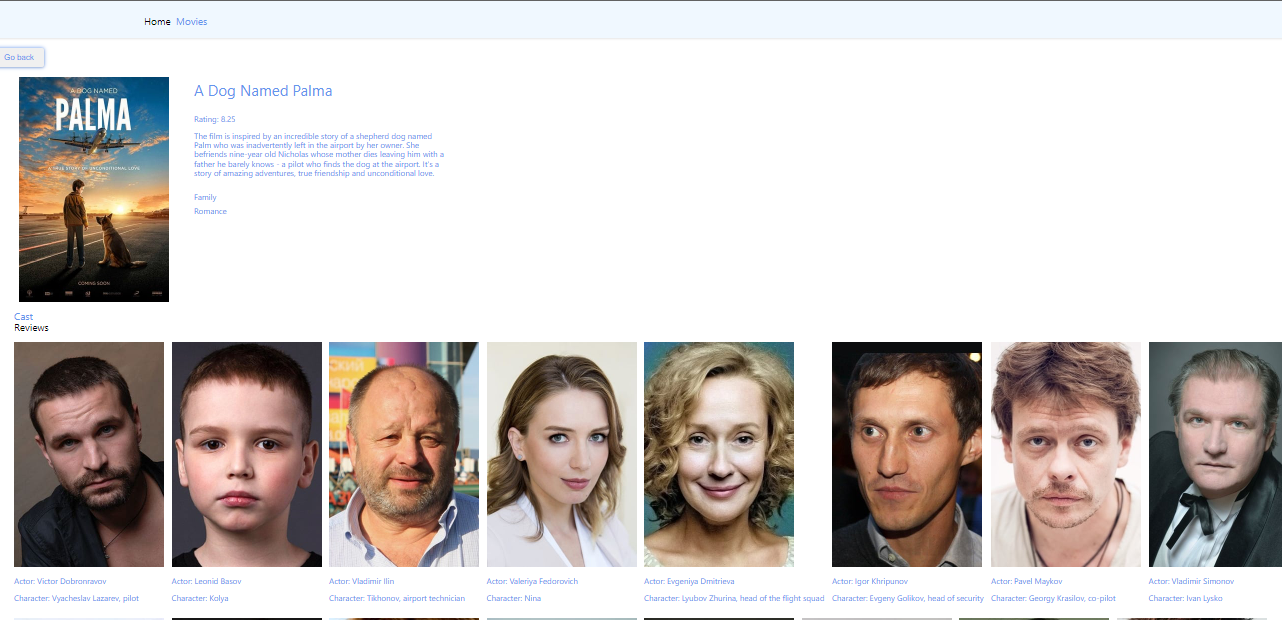 Home Movies
Go back
A DOG NAMED
PALMA
A TRUE STORY OF UNCONDITIONAL LOVE
COMING SOON
A Dog Named Palma
Rating: 8.25
The film is inspired by an incredible story of a shepherd dog named
Palm who was inadvertently left in the airport by her owner. She
befriends nine-year old Nicholas whose mother dies leaving him with a
father he barely knows - a pilot who finds the dog at the airport. It's a
story of amazing adventures, true friendship and unconditional love.
Family
Romance
Cast
Reviews
Actor: Victor Dobronravov
Character: Vyacheslav Lazarev, pilot
Actor: Leonid Basov
Character: Kolya
Actor: Vladimir Ilin
Character: Tikhonov, airport technician
Actor: Valeriya Fedorovich
Character: Nina
Actor: Evgeniya Dmitrieva
Character: Lyubov Zhurina, head of the flight squad
Actor: Igor Khripunov
Character: Evgeny Golikov, head of security
Actor: Pavel Maykov
Character: Georgy Krasilov, co-pilot
Actor: Vladimir Simonov
Character: Ivan Lysko